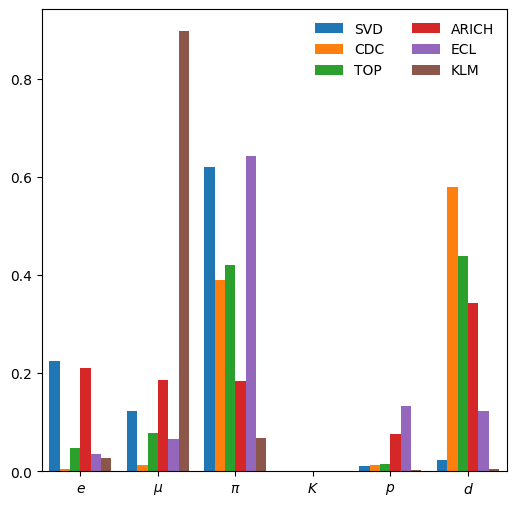 SVD ARICH
CDC ECL
TOP KLM
0.8
0.6
0.4
0.2
0.0
e μ π K p d